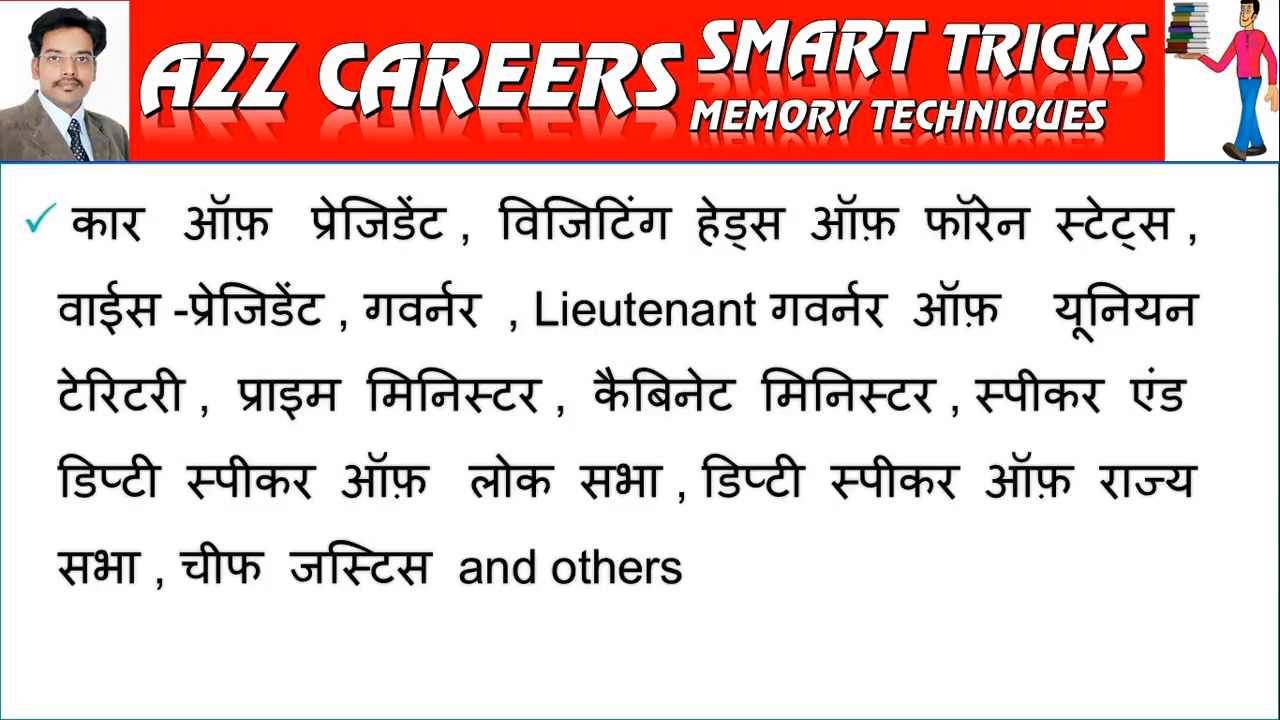 A2Z CAREERS
SMART TRICKS
MEMORY TECHNIQUES
✓ कार ऑफ़ प्रेजिडेंट , विजिटिंग हेड्स ऑफ़ फॉरेन स्टेट्स ,
वाईस -प्रेजिडेंट , गवर्नर , Lieutenant गवर्नर ऑफ़ यूनियन
टेरिटरी , प्राइम मिनिस्टर , कैबिनेट मिनिस्टर , स्पीकर एंड
डिप्टी स्पीकर ऑफ़ लोक सभा , डिप्टी स्पीकर ऑफ़ राज्य
सभा , चीफ जस्टिस and others